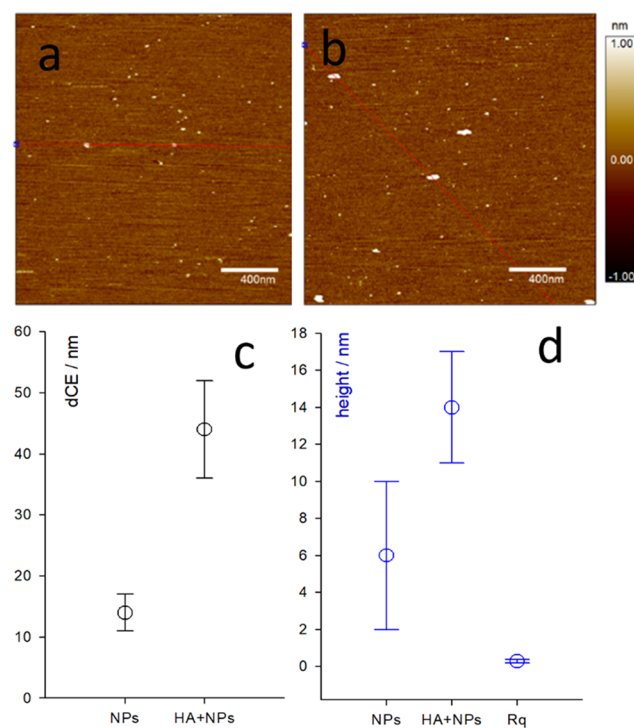 a
b
nm
1.00
0.00
-1.00
400nm
400nm
c
dCE / nm
60
50
40
30
20
10
0
NPs
HA+NPs
d
height / nm
18
16
14
12
10
8
6
4
2
0
NPs
HA+NPs
Rq